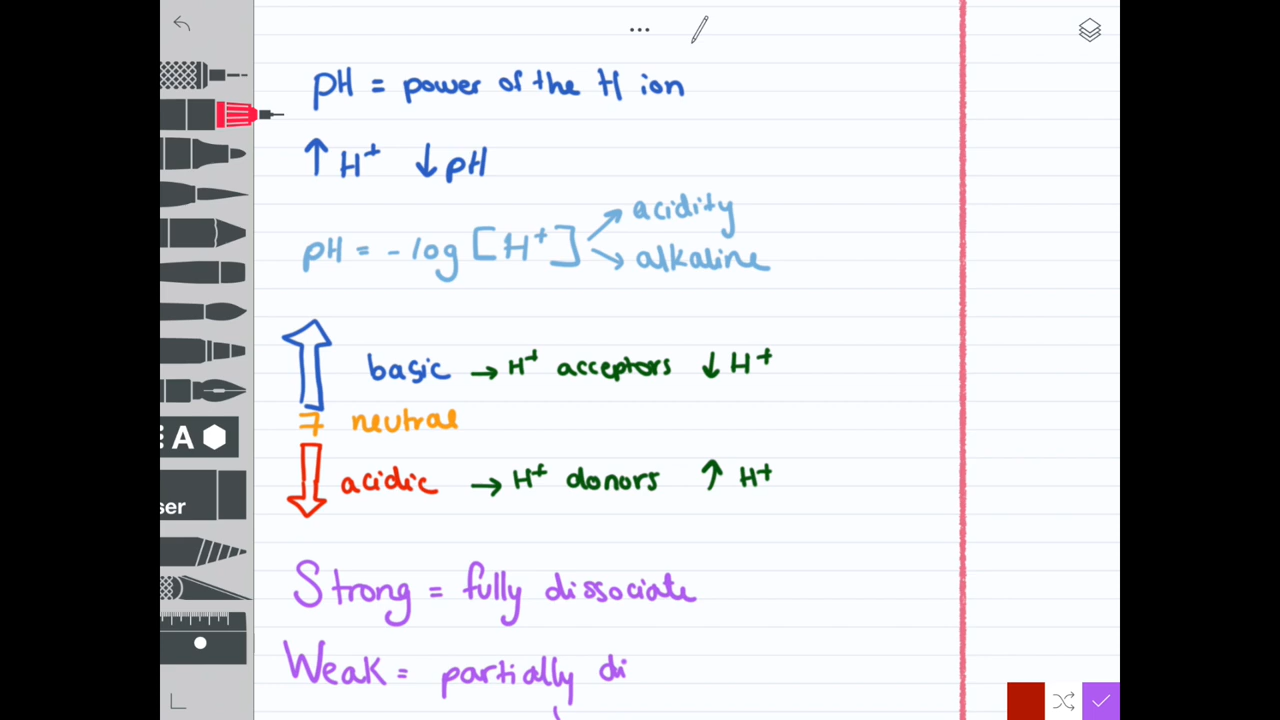 pH = power of the H ion
↑ H⁺ ↓ pH
pH = -log [H⁺] acidity
alkaline
basic → H⁺ acceptors ↓ H⁺
7 neutral
acidic → H⁺ donors ↑ H⁺
A
ser
Strong = fully dissociate
Weak = partially di